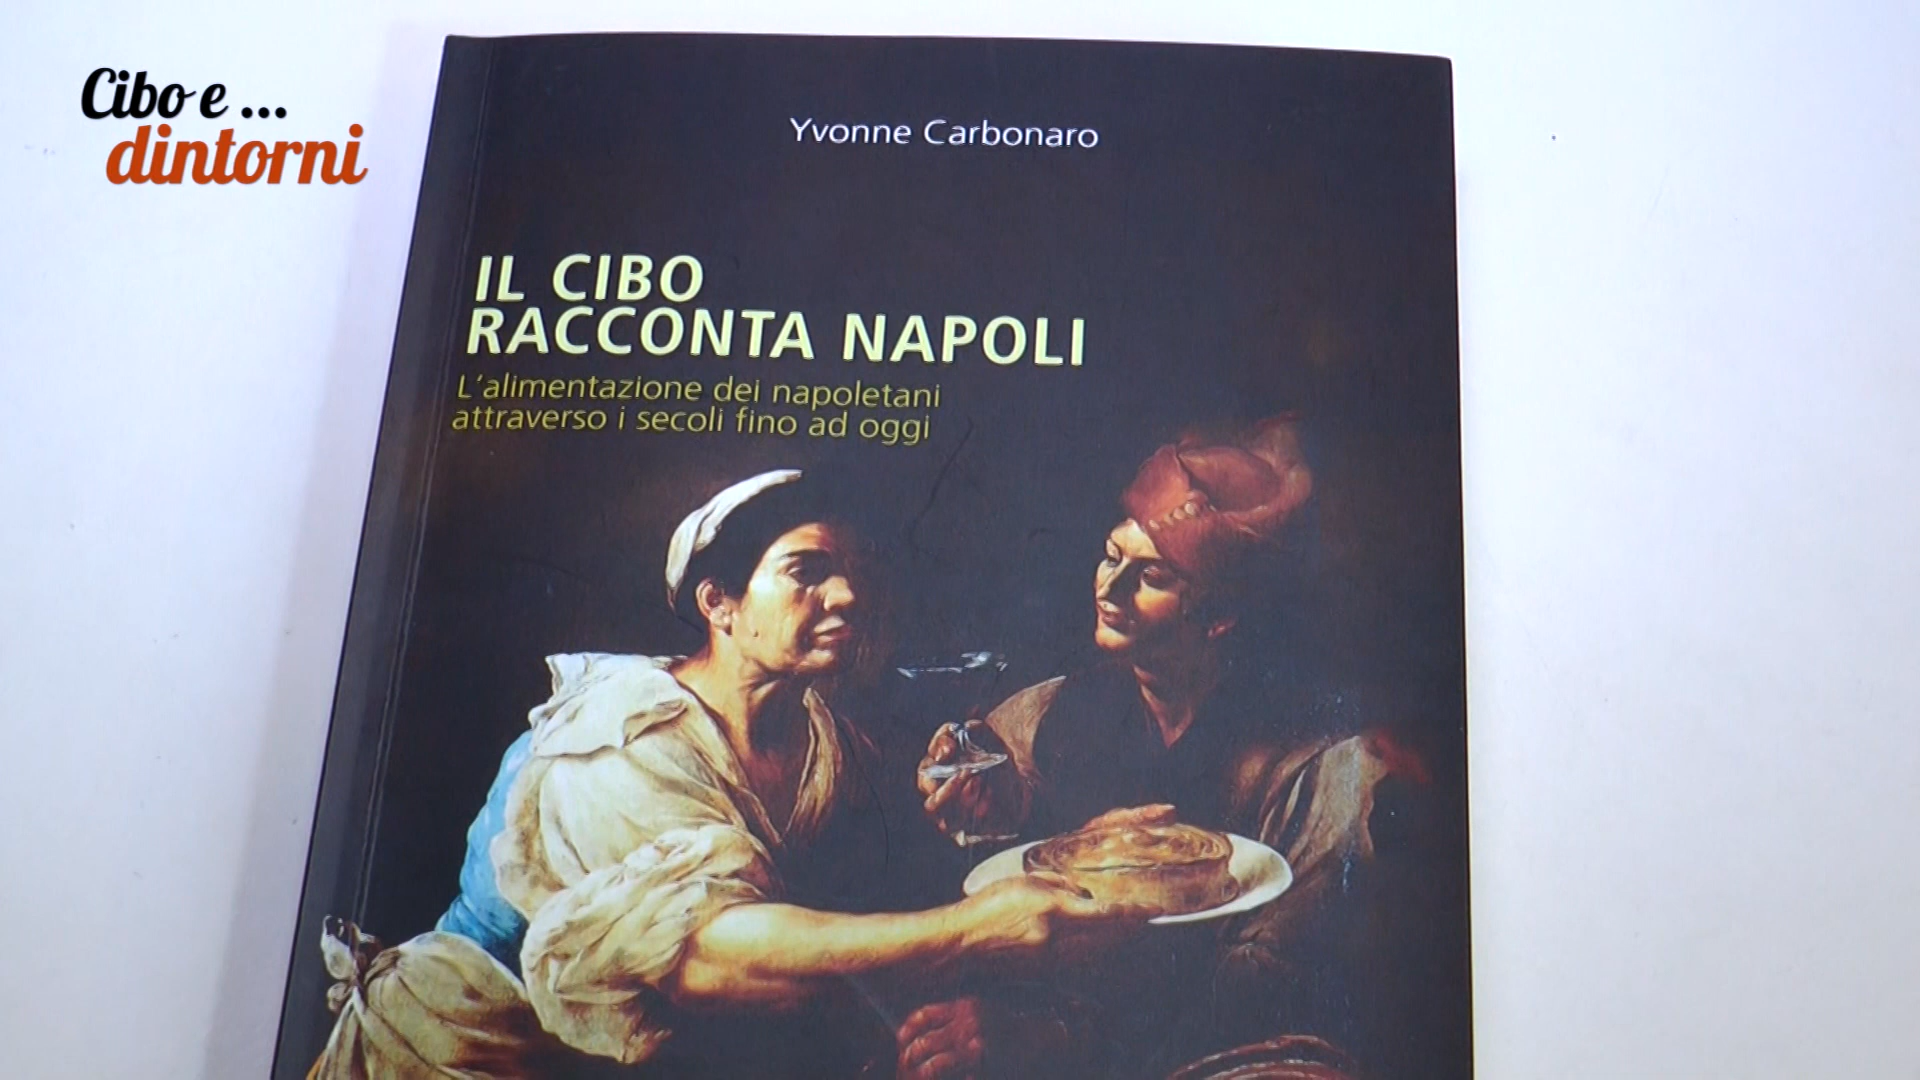 Cibo e ...
dintorni
Yvonne Carbonaro
IL CIBO
RACCONTA NAPOLI
L'alimentazione dei napoletani
attraverso i secoli fino ad oggi